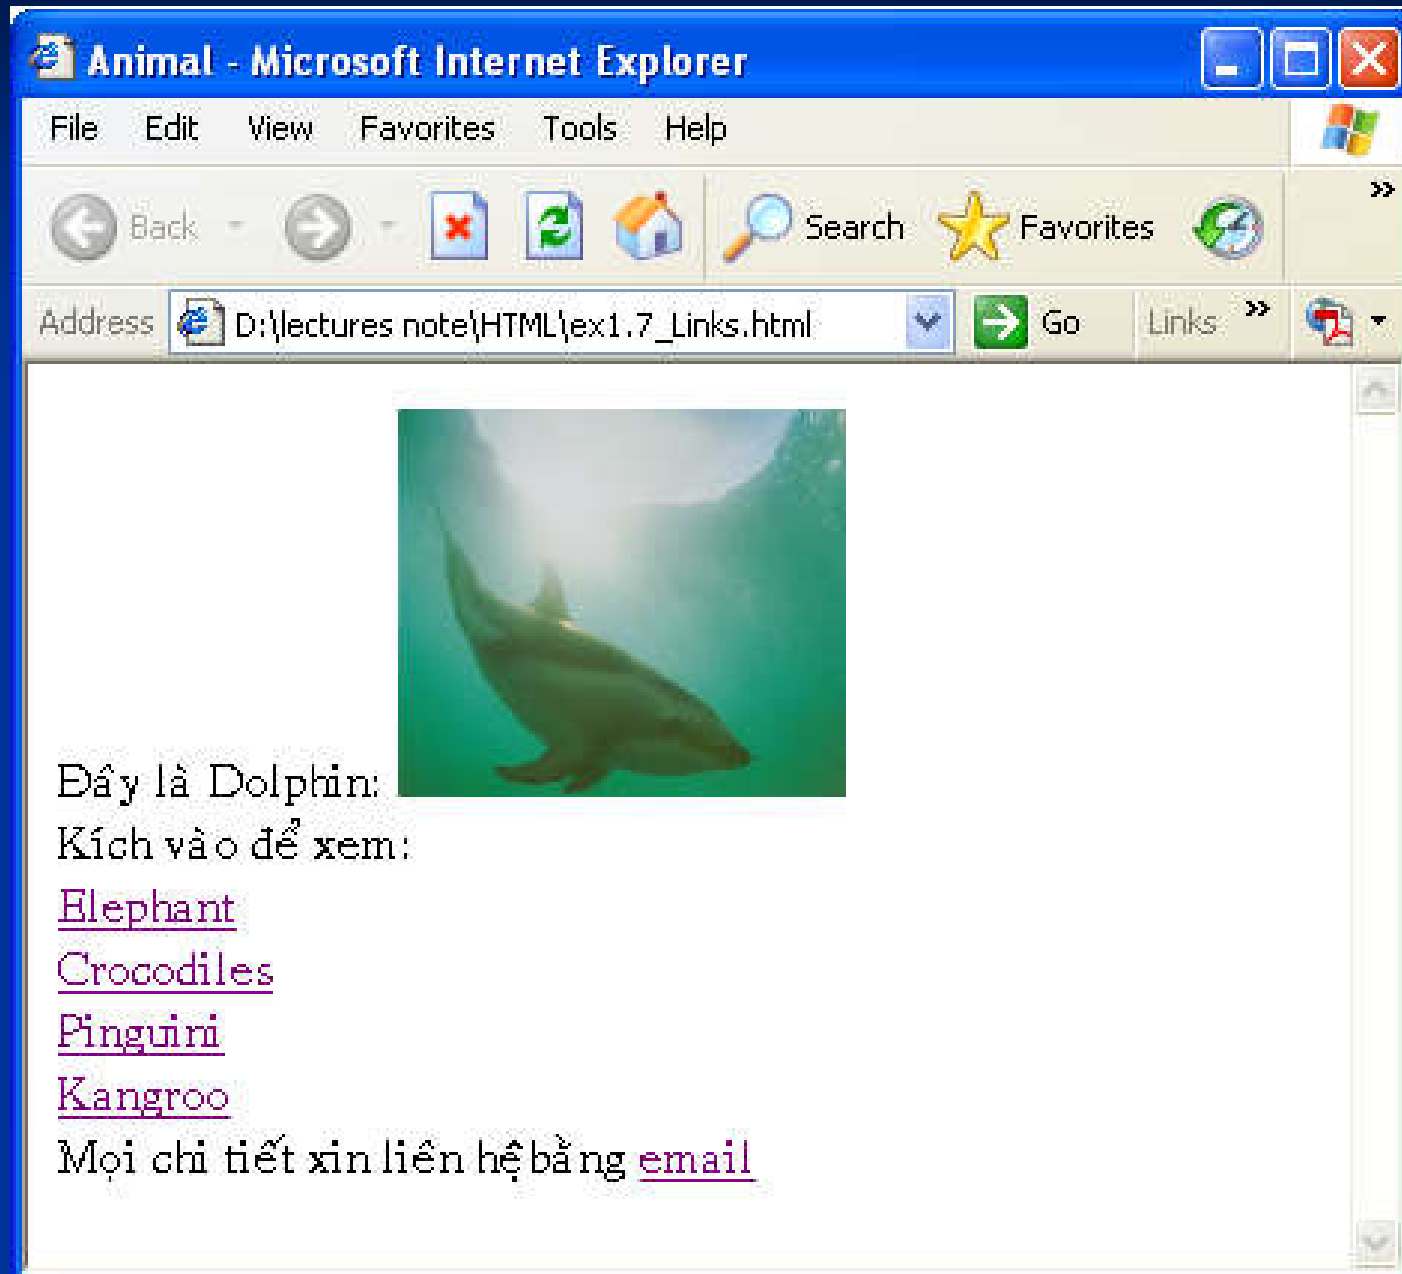 Animal - Microsoft Internet Explorer
File Edit View Favorites Tools Help
Back Search Favorites
Address D:\lectures note\HTML\ex1.7_Links.html Go Links
Đây là Dolphin:
Kích vào để xem:
Elephant
Crocodiles
Pinguini
Kangroo
Mọi chi tiết xin liên hệ bằng email